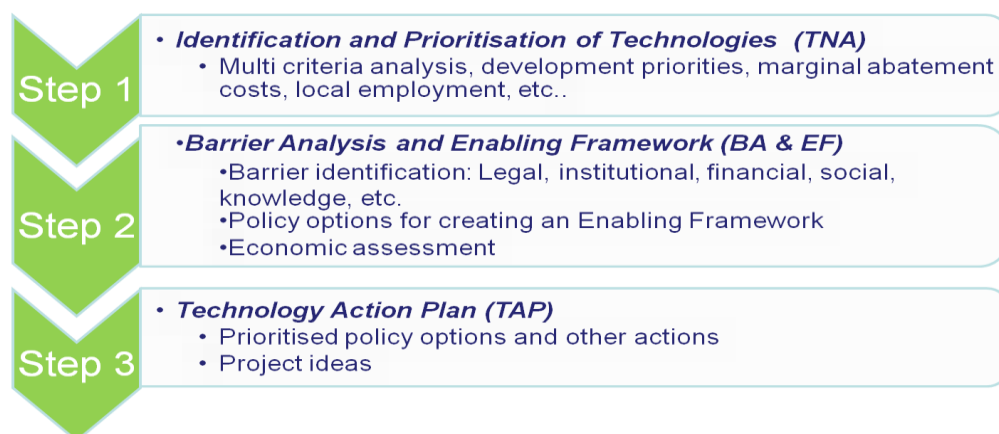 Step 1
• Identification and Prioritisation of Technologies (TNA)
• Multi criteria analysis, development priorities, marginal abatement
costs, local employment, etc..
Step 2
•Barrier Analysis and Enabling Framework (BA & EF)
•Barrier identification: Legal, institutional, financial, social,
knowledge, etc.
•Policy options for creating an Enabling Framework
•Economic assessment
Step 3
• Technology Action Plan (TAP)
• Prioritised policy options and other actions
• Project ideas